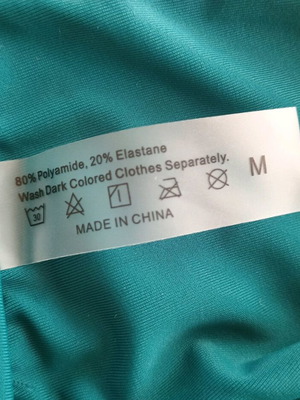 80% Polyamide, 20% Elastane
Wash Dark Colored Clothes Separately.
30 M
MADE IN CHINA